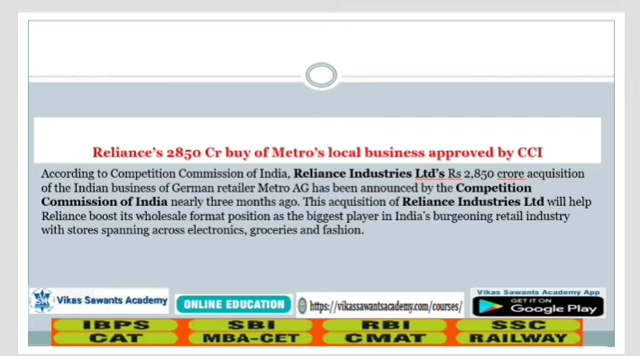 Reliance's 2850 Cr buy of Metro's local business approved by CCI
According to Competition Commission of India, Reliance Industries Ltd's Rs 2,850 crore acquisition
of the Indian business of German retailer Metro AG has been announced by the Competition
Commission of India nearly three months ago. This acquisition of Reliance Industries Ltd will help
Reliance boost its wholesale format position as the biggest player in India's burgeoning retail industry
with stores spanning across electronics, groceries and fashion.
Vikas Sawants Academy
ONLINE EDUCATION
https://vikassawantsacademy.com/courses/
Vikas Sawants Academy App
GET IT ON
Google Play
IBPS SBI RBI SSC
CAT MBA-CET CMAT RAILWAY